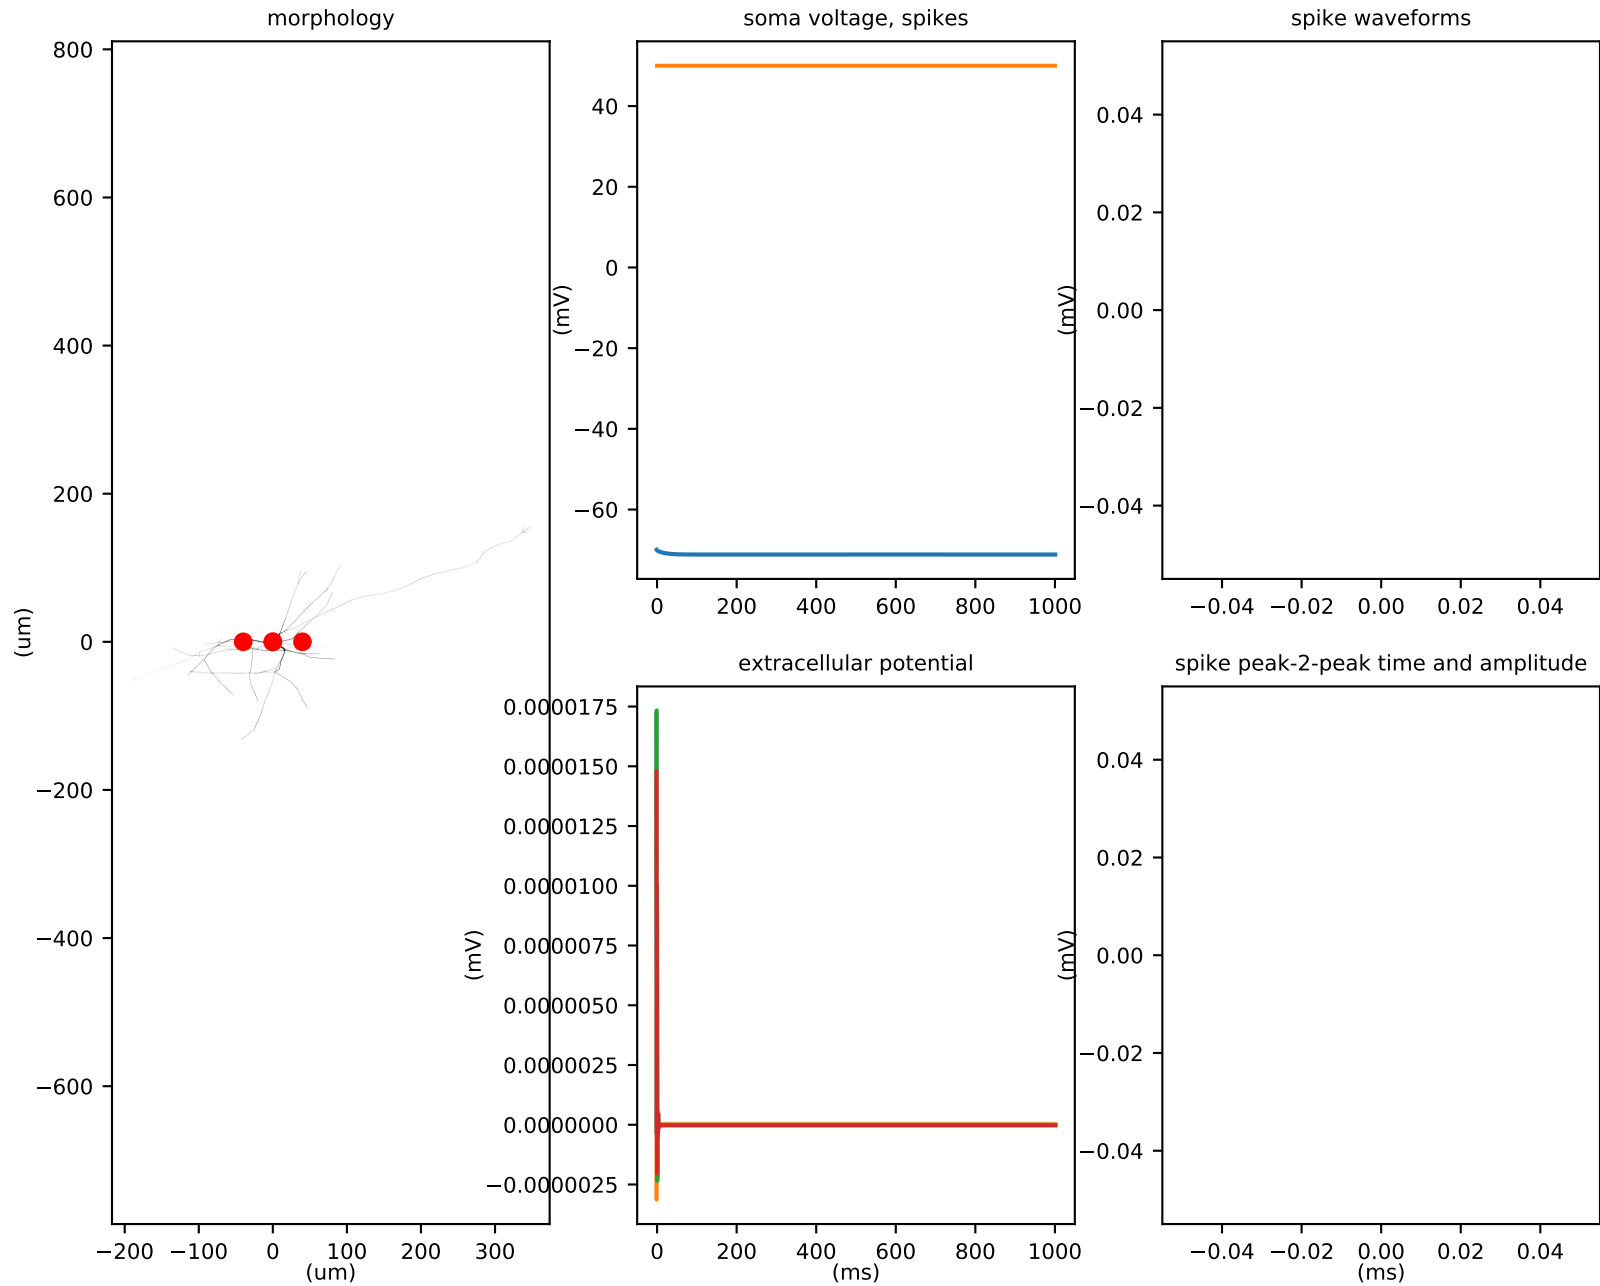 morphology
800
600
400
200
0
−200
−400
−600
(um)
−200 −100 0 100 200 300
(um)
soma voltage, spikes
40
20
0
−20
−40
−60
(mV)
0 200 400 600 800 1000
spike waveforms
0.04
0.02
0.00
−0.02
−0.04
(mV)
−0.04 −0.02 0.00 0.02 0.04
extracellular potential
0.0000175
0.0000150
0.0000125
0.0000100
0.0000075
0.0000050
0.0000025
0.0000000
−0.0000025
(mV)
0 200 400 600 800 1000
(ms)
spike peak-2-peak time and amplitude
0.04
0.02
0.00
−0.02
−0.04
(mV)
−0.04 −0.02 0.00 0.02 0.04
(ms)